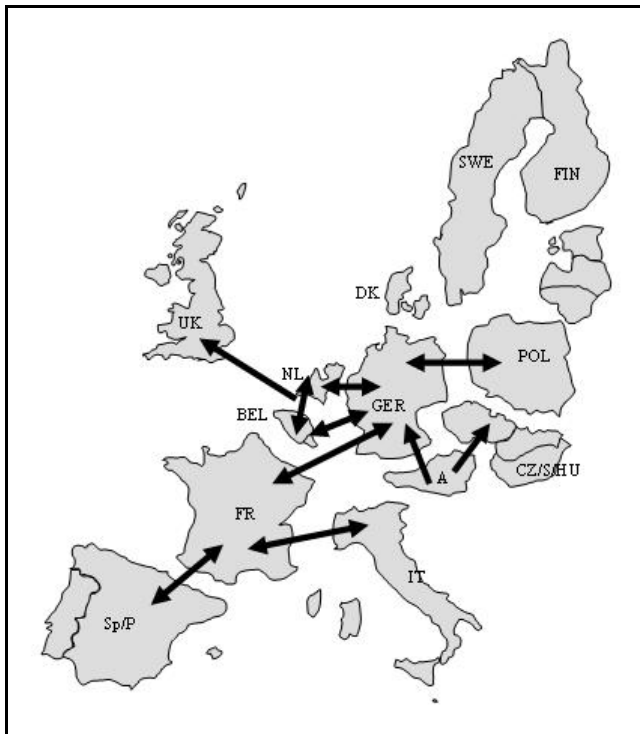 SWE
FIN
DK
UK
POL
NL
GER
BEL
CZ/S/HU
A
FR
IT
Sp/P